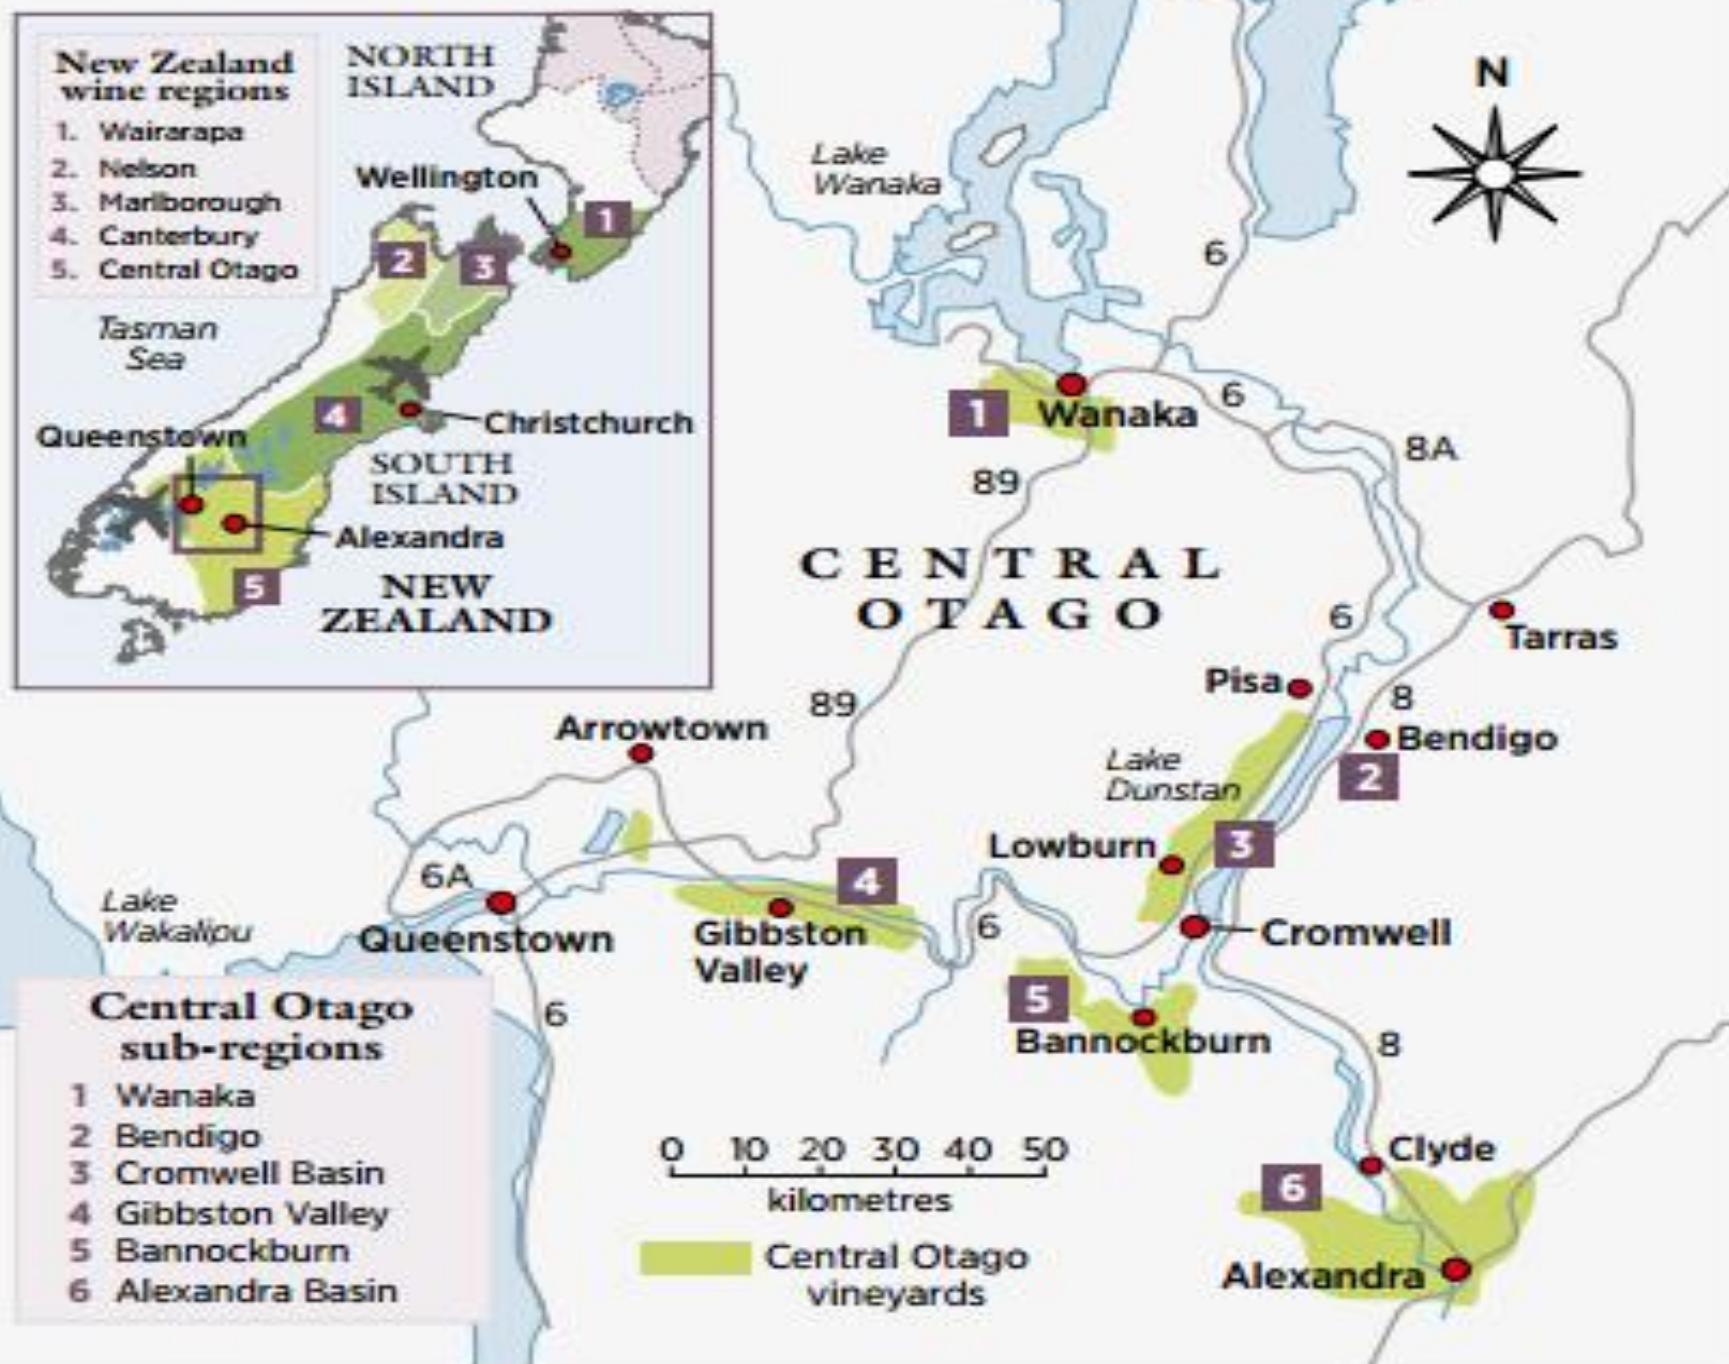 New Zealand
wine regions
1. Wairarapa
2. Nelson
3. Marlborough
4. Canterbury
5. Central Otago
NORTH
ISLAND
Wellington
1
2
3
Tasman
Sea
4
Queenstown
Christchurch
SOUTH
ISLAND
Alexandra
5
NEW
ZEALAND
N
Lake
Wanaka
6
1
Wanaka
6
8A
89
CENTRAL
OTAGO
6
Tarras
Pisa
8
89
Arrowtown
Bendigo
2
Lake
Dunstan
Lowburn
3
6A
4
Lake
Wakalipu
Queenstown
Gibbston
Valley
6
Cromwell
5
Bannockburn
6
8
Central Otago
sub-regions
1 Wanaka
2 Bendigo
3 Cromwell Basin
4 Gibbston Valley
5 Bannockburn
6 Alexandra Basin
0 10 20 30 40 50
kilometres
Central Otago
vineyards
Clyde
6
Alexandra